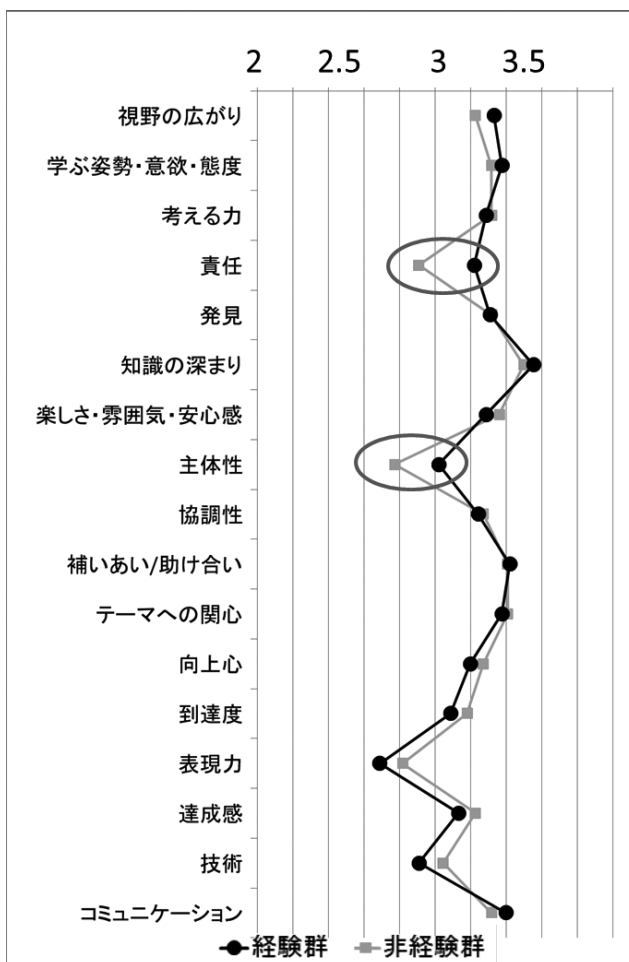 2 2.5 3 3.5
視野の広がり
学ぶ姿勢・意欲・態度
考える力
責任
発見
知識の深まり
楽しさ・雰囲気・安心感
主体性
協調性
補いあい/助け合い
テーマへの関心
向上心
到達度
表現力
達成感
技術
コミュニケーション
経験群 非経験群